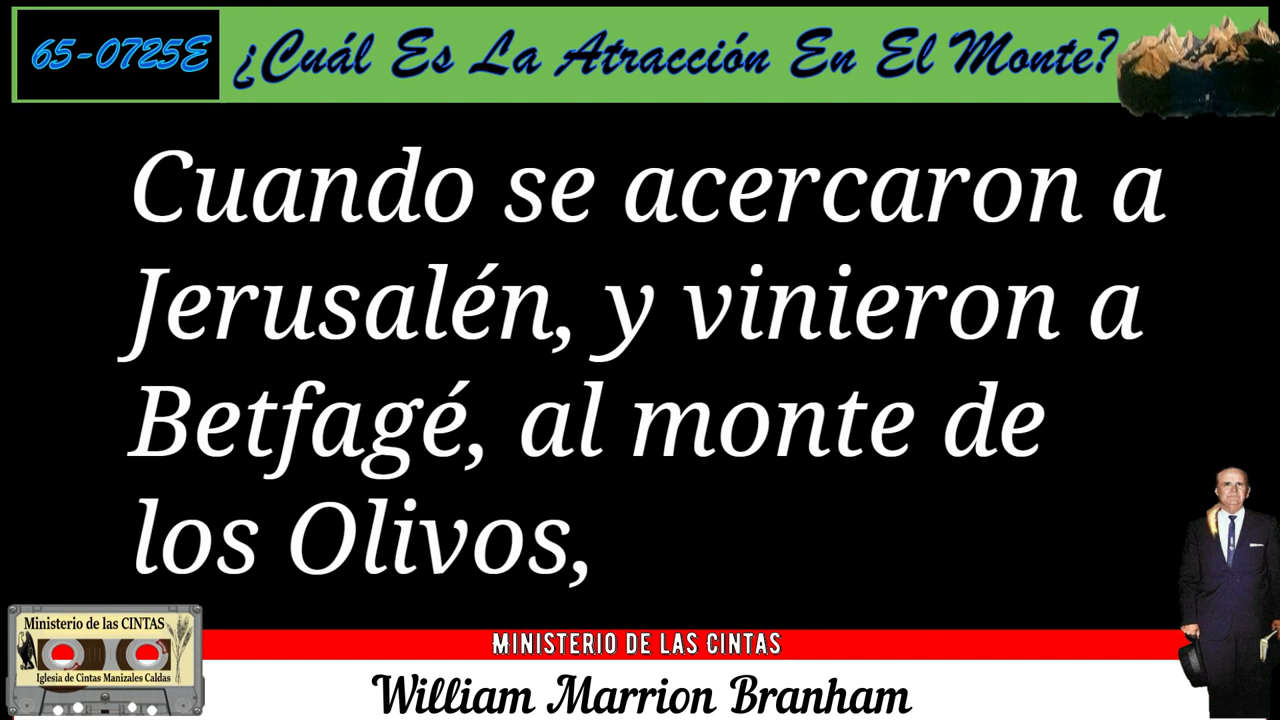 65-0725E ¿Cuál Es La Atracción En El Monte?
Cuando se acercaron a
Jerusalén, y vinieron a
Betfagé, al monte de
los Olivos,
Ministerio de las CINTAS
Iglesia de Cintas Manizales Caldas
MINISTERIO DE LAS CINTAS
William Marrion Branham